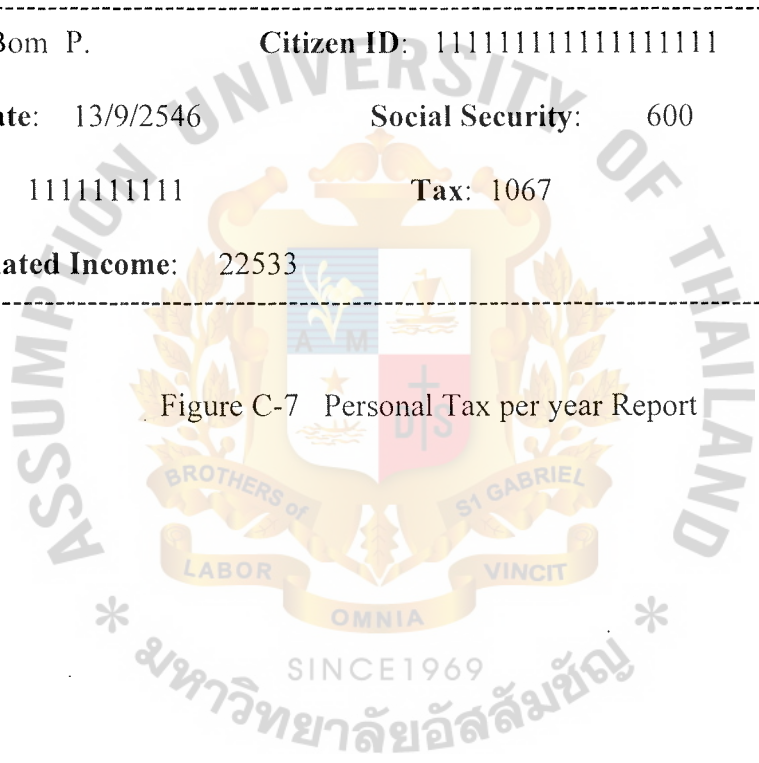 Bom P. Citizen ID: 111111111111111111
ate: 13/9/2546 Social Security: 600
1111111111 Tax: 1067
ated Income: 22533
Figure C-7 Personal Tax per year Report
ASSUMPTION UNIVERSITY OF THAILAND
A M
D S
BROTHERS of ST GABRIEL
LABOR OMNIA VINCIT
SINCE1969
* มหาวิทยาลัยอัสสัมชัญ *